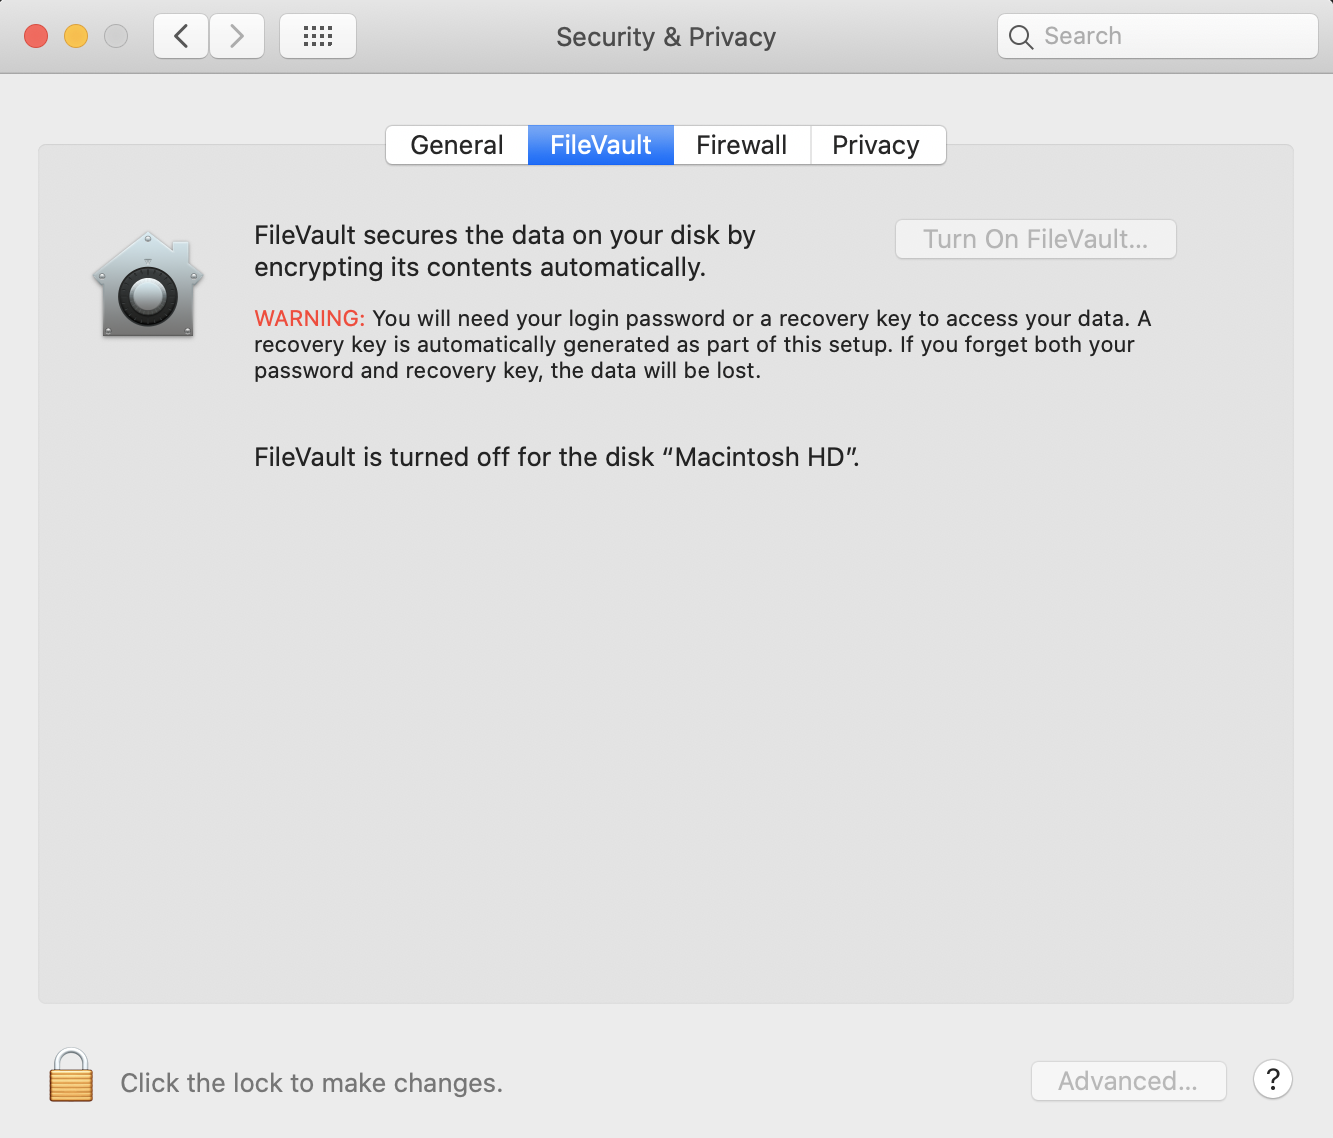 Security & Privacy
Search
General
FileVault
Firewall
Privacy
FileVault secures the data on your disk by
encrypting its contents automatically.
Turn On FileVault...
WARNING: You will need your login password or a recovery key to access your data. A
recovery key is automatically generated as part of this setup. If you forget both your
password and recovery key, the data will be lost.
FileVault is turned off for the disk “Macintosh HD”.
Click the lock to make changes.
Advanced...
?